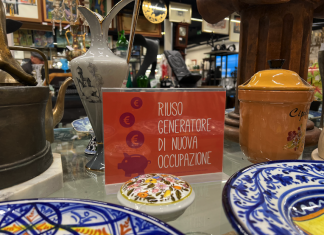 RIUSO
GENERATORE
DI NUOVA
OCCUPAZIONE